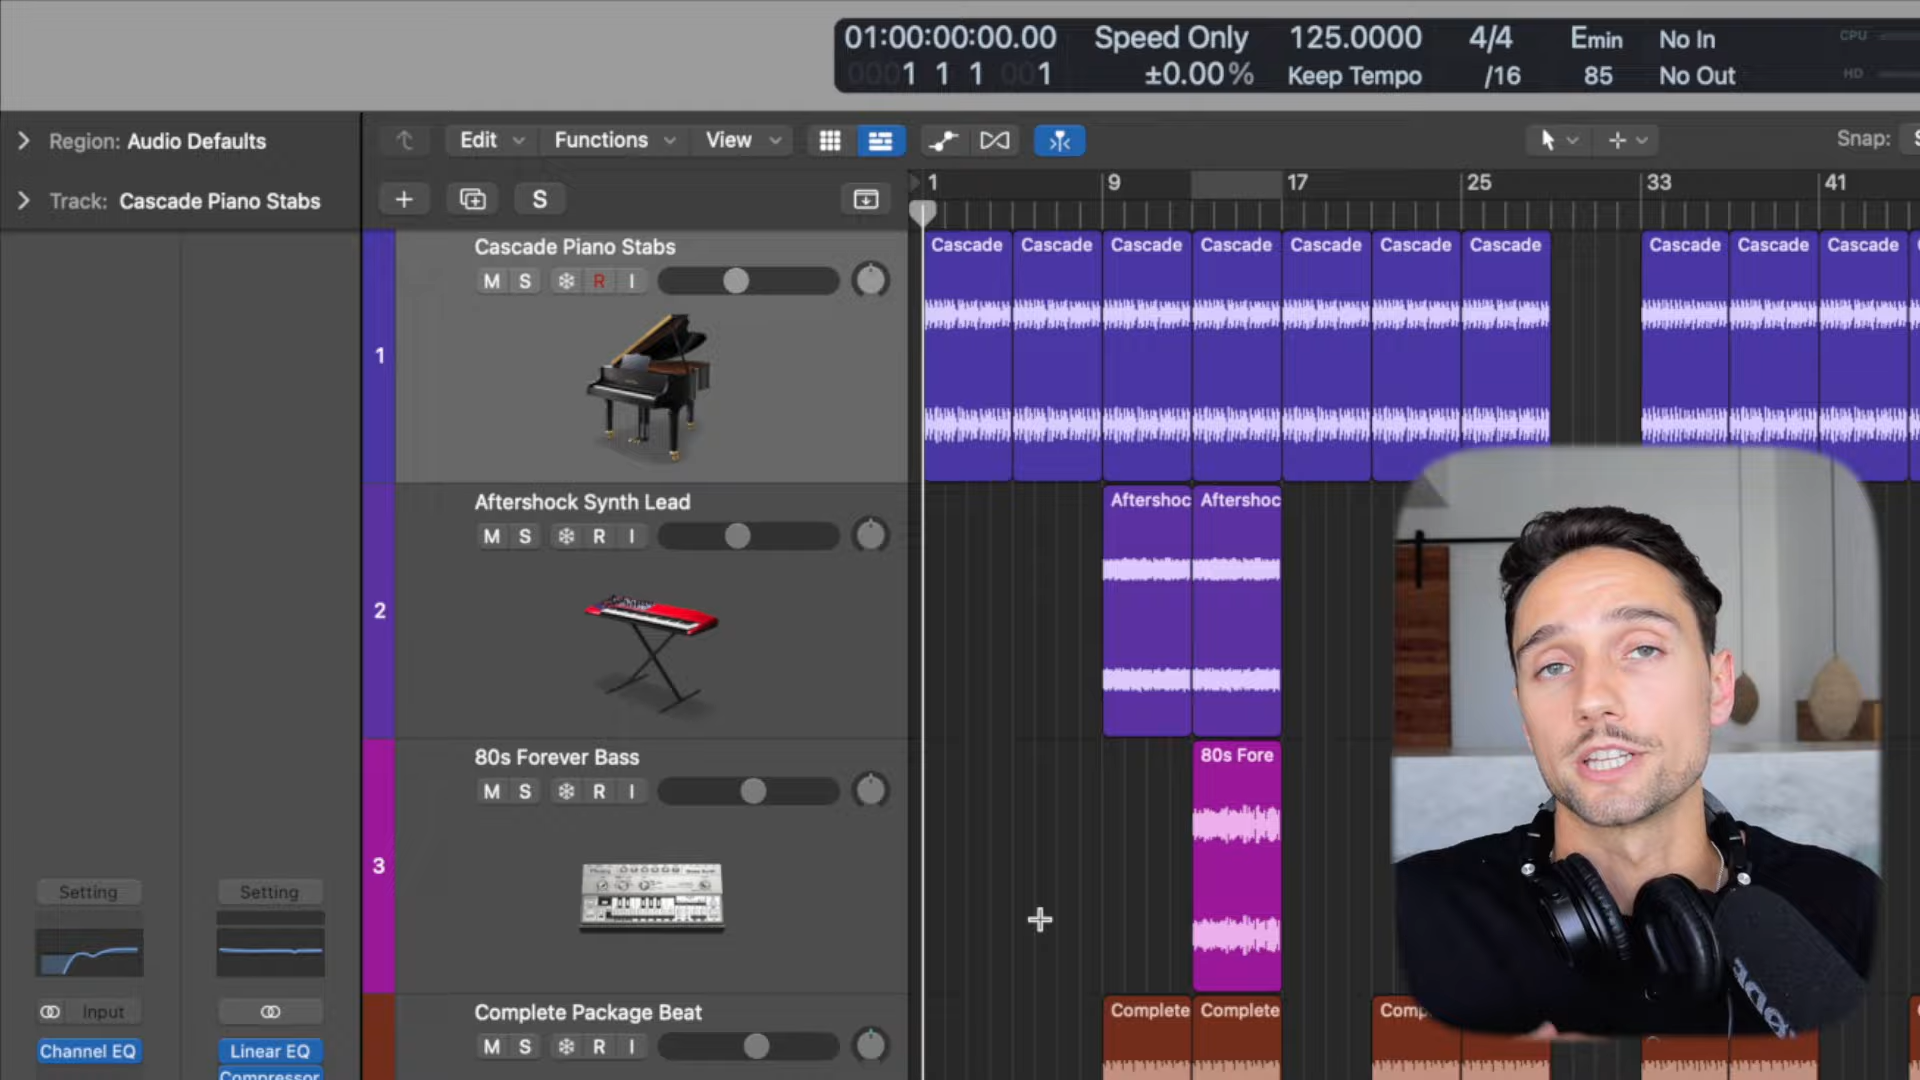 01:00:00:00.00 Speed Only 125.0000 4/4 Emin No In CPU
0001 1 1 001 ±0.00% Keep Tempo /16 85 No Out HD
Region: Audio Defaults
Edit Functions View Snap: S
Track: Cascade Piano Stabs
S
1 9 17 25 33 41
Cascade Piano Stabs
M S R I
Cascade Cascade Cascade Cascade Cascade Cascade Cascade Cascade Cascade Cascade
1
Aftershock Synth Lead
M S R I
Aftershoc Aftershoc
2
80s Forever Bass
M S R I
80s Fore
3
Setting Setting
Input
Channel EQ Linear EQ
Compressor
Complete Package Beat
M S R I
Complete Complete Comp
RØDE